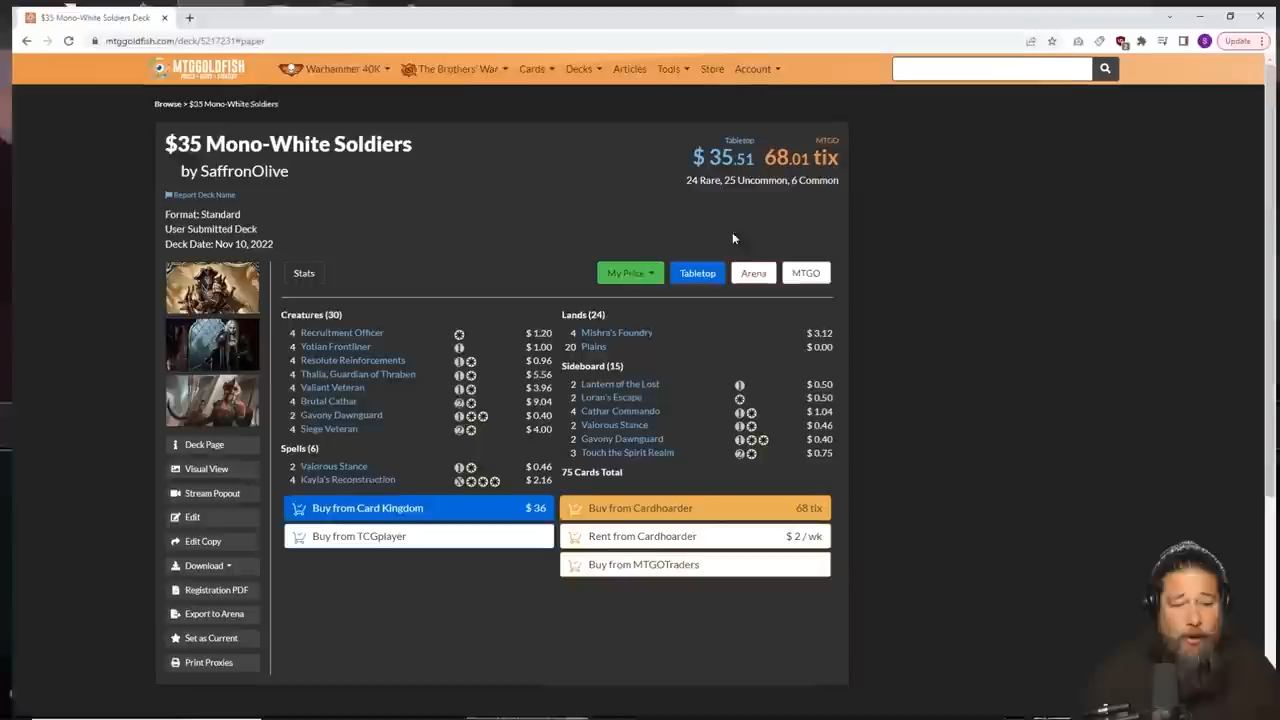 $35 Mono-White Soldiers Deck
Update
mtggoldfish.com/deck/5217231#paper
MTGGOLDFISH
Warhammer 40K
The Brothers' War
Cards
Decks
Articles
Tools
Store
Account
Browse > $35 Mono-White Soldiers
$35 Mono-White Soldiers
by SaffronOlive
Tabletop
$ 35.51
MTGO
68.01 tix
24 Rare, 25 Uncommon, 6 Common
Report Deck Name
Format: Standard
User Submitted Deck
Deck Date: Nov 10, 2022
Stats
My Price
Tabletop
Arena
MTGO
Creatures (30)
4 Recruitment Officer $ 1.20
4 Yotian Frontliner $ 1.00
4 Resolute Reinforcements $ 0.96
4 Thalia, Guardian of Thraben $ 5.56
4 Valiant Veteran $ 3.96
4 Brutal Cathar $ 9.04
2 Gavony Dawnguard $ 0.40
4 Siege Veteran $ 4.00
Spells (6)
2 Valorous Stance $ 0.46
4 Kayla's Reconstruction $ 2.16
Lands (24)
4 Mishra's Foundry $ 3.12
20 Plains $ 0.00
Sideboard (15)
2 Lantern of the Lost $ 0.50
2 Loran's Escape $ 0.50
4 Cathar Commando $ 1.04
2 Valorous Stance $ 0.46
2 Gavony Dawnguard $ 0.40
3 Touch the Spirit Realm $ 0.75
75 Cards Total
Buy from Card Kingdom $ 36
Buy from TCGplayer
Buy from Cardhoarder 68 tix
Rent from Cardhoarder $ 2 / wk
Buy from MTGOTraders
Deck Page
Visual View
Stream Popout
Edit
Edit Copy
Download
Registration PDF
Export to Arena
Set as Current
Print Proxies